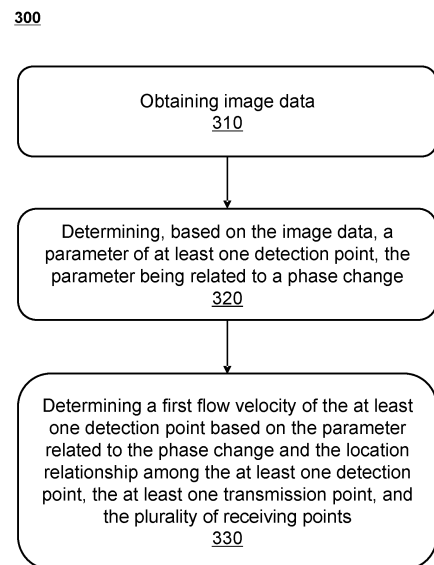 300
Obtaining image data
310
Determining, based on the image data, a
parameter of at least one detection point, the
parameter being related to a phase change
320
Determining a first flow velocity of the at least
one detection point based on the parameter
related to the phase change and the location
relationship among the at least one detection
point, the at least one transmission point, and
the plurality of receiving points
330